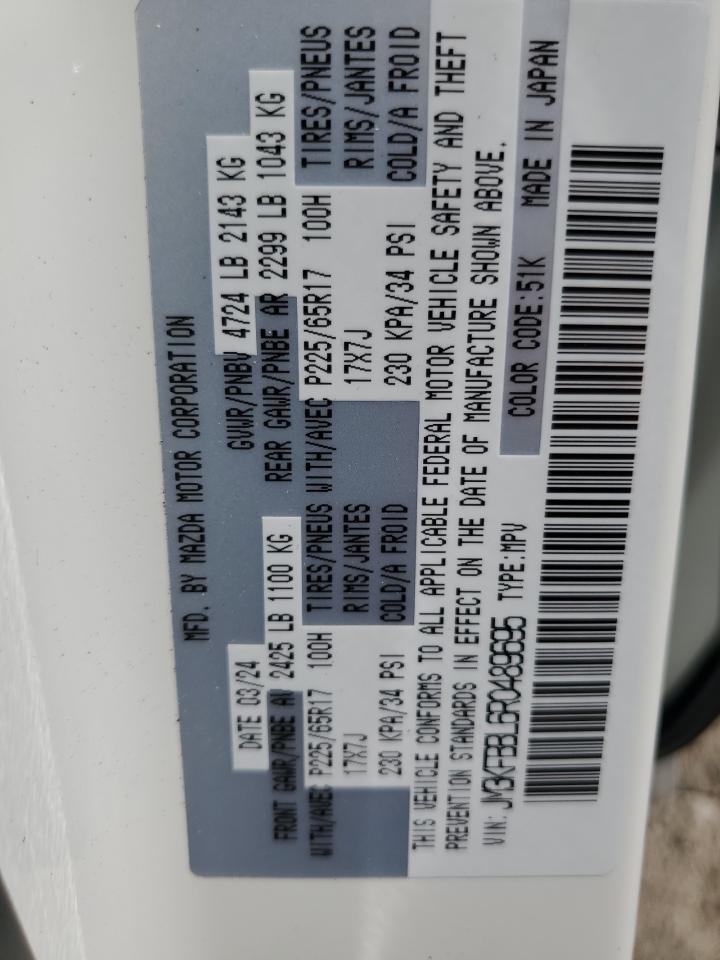 MFD. BY MAZDA MOTOR CORPORATION
DATE 03/24 GVWR/PNBV 4724 LB 2143 KG
FRONT GAWR/PNBE AV 2425 LB 1100 KG REAR GAWR/PNBE AR 2299 LB 1043 KG
WITH/AVEC P225/65R17 100H TIRES/PNEUS WITH/AVEC P225/65R17 100H TIRES/PNEUS
17X7J RIMS/JANTES 17X7J RIMS/JANTES
230 KPA/34 PSI COLD/A FROID 230 KPA/34 PSI COLD/A FROID
THIS VEHICLE CONFORMS TO ALL APPLICABLE FEDERAL MOTOR VEHICLE SAFETY AND THEFT
PREVENTION STANDARDS IN EFFECT ON THE DATE OF MANUFACTURE SHOWN ABOVE.
VIN: JM3KFBBL6R0489695 TYPE:MPV
COLOR CODE:51K MADE IN JAPAN